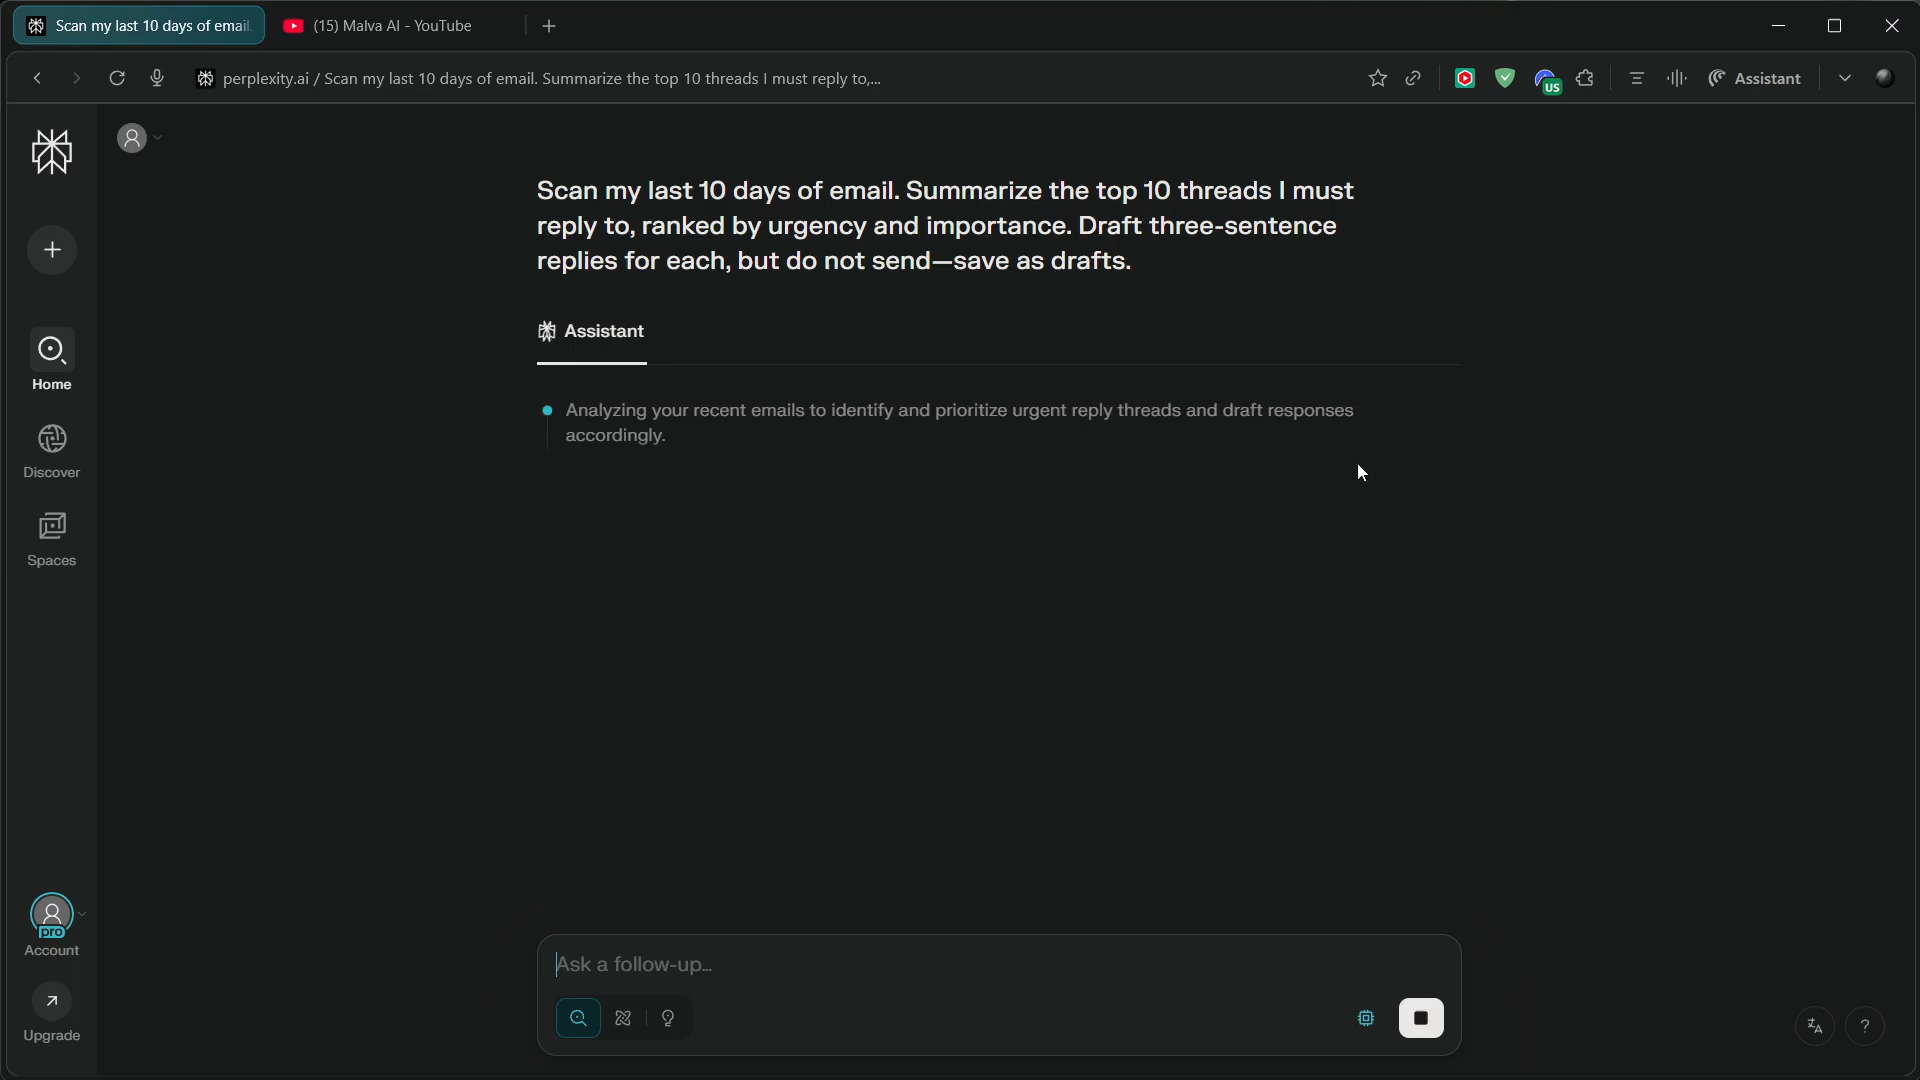 Scan my last 10 days of email
(15) Malva AI - YouTube
perplexity.ai / Scan my last 10 days of email. Summarize the top 10 threads I must reply to,...
US
Assistant
Scan my last 10 days of email. Summarize the top 10 threads I must
reply to, ranked by urgency and importance. Draft three-sentence
replies for each, but do not send—save as drafts.
Assistant
Analyzing your recent emails to identify and prioritize urgent reply threads and draft responses
accordingly.
Home
Discover
Spaces
pro
Account
Upgrade
Ask a follow-up...
?